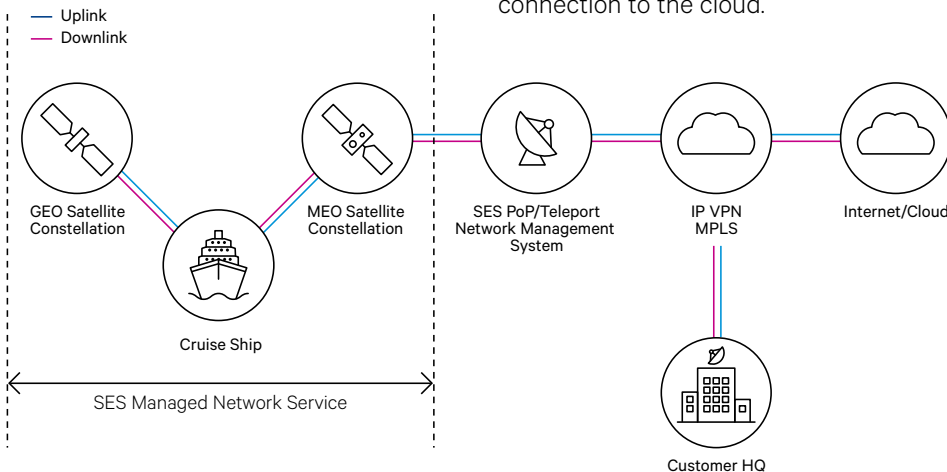 connection to the cloud.
Uplink
Downlink
GEO Satellite
Constellation
MEO Satellite
Constellation
SES PoP/Teleport
Network Management
System
IP VPN
MPLS
Internet/Cloud
Cruise Ship
SES Managed Network Service
Customer HQ